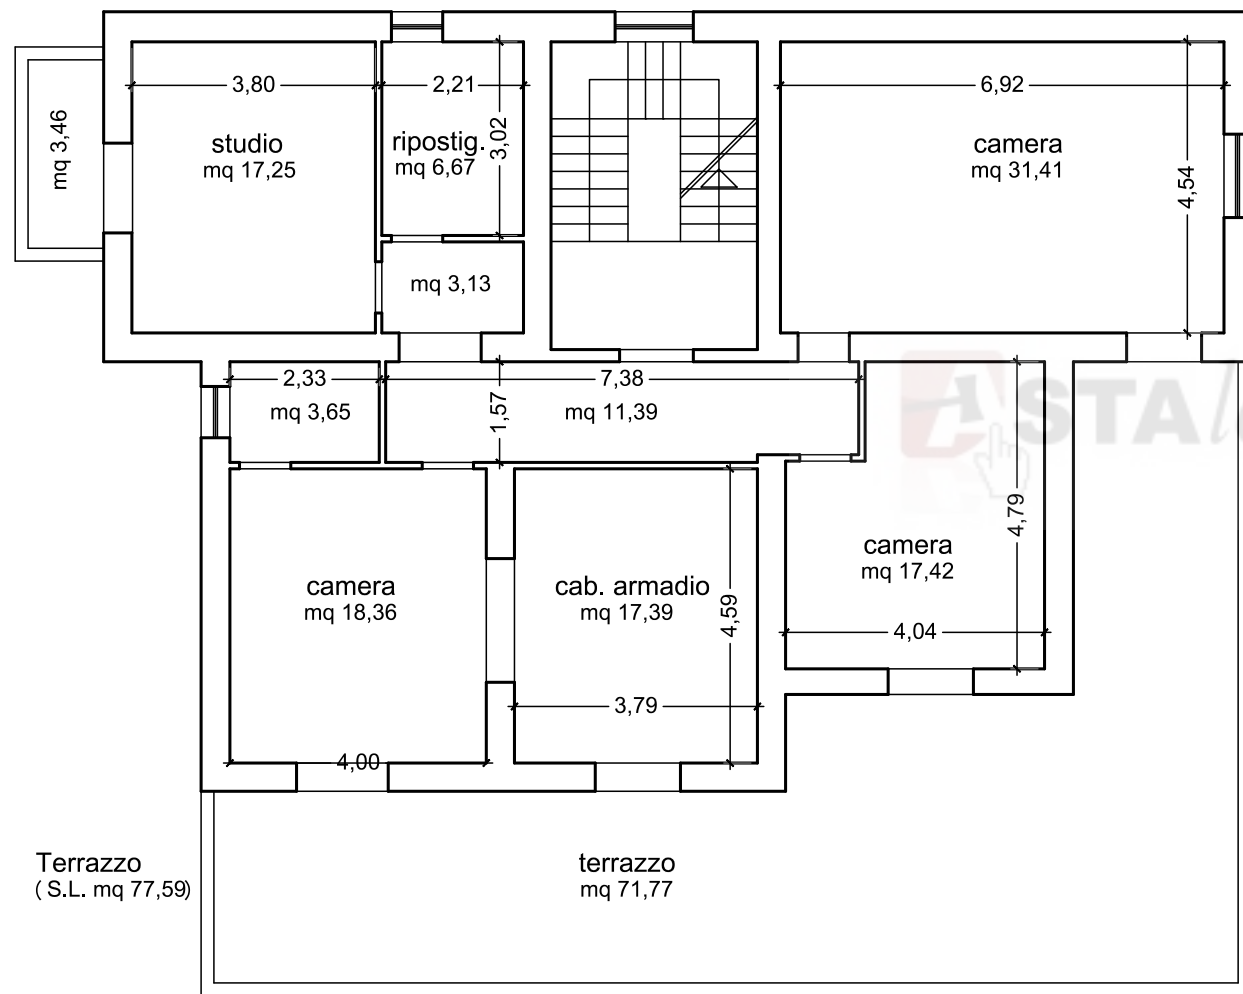 3,80
2,21
6,92
mq 3,46
studio
mq 17,25
ripostig.
mq 6,67
3,02
camera
mq 31,41
4,54
mq 3,13
2,33
mq 3,65
7,38
1,57
mq 11,39
STA
camera
mq 18,36
cab. armadio
mq 17,39
4,59
3,79
4,00
camera
mq 17,42
4,79
4,04
Terrazzo
( S.L. mq 77,59)
terrazzo
mq 71,77